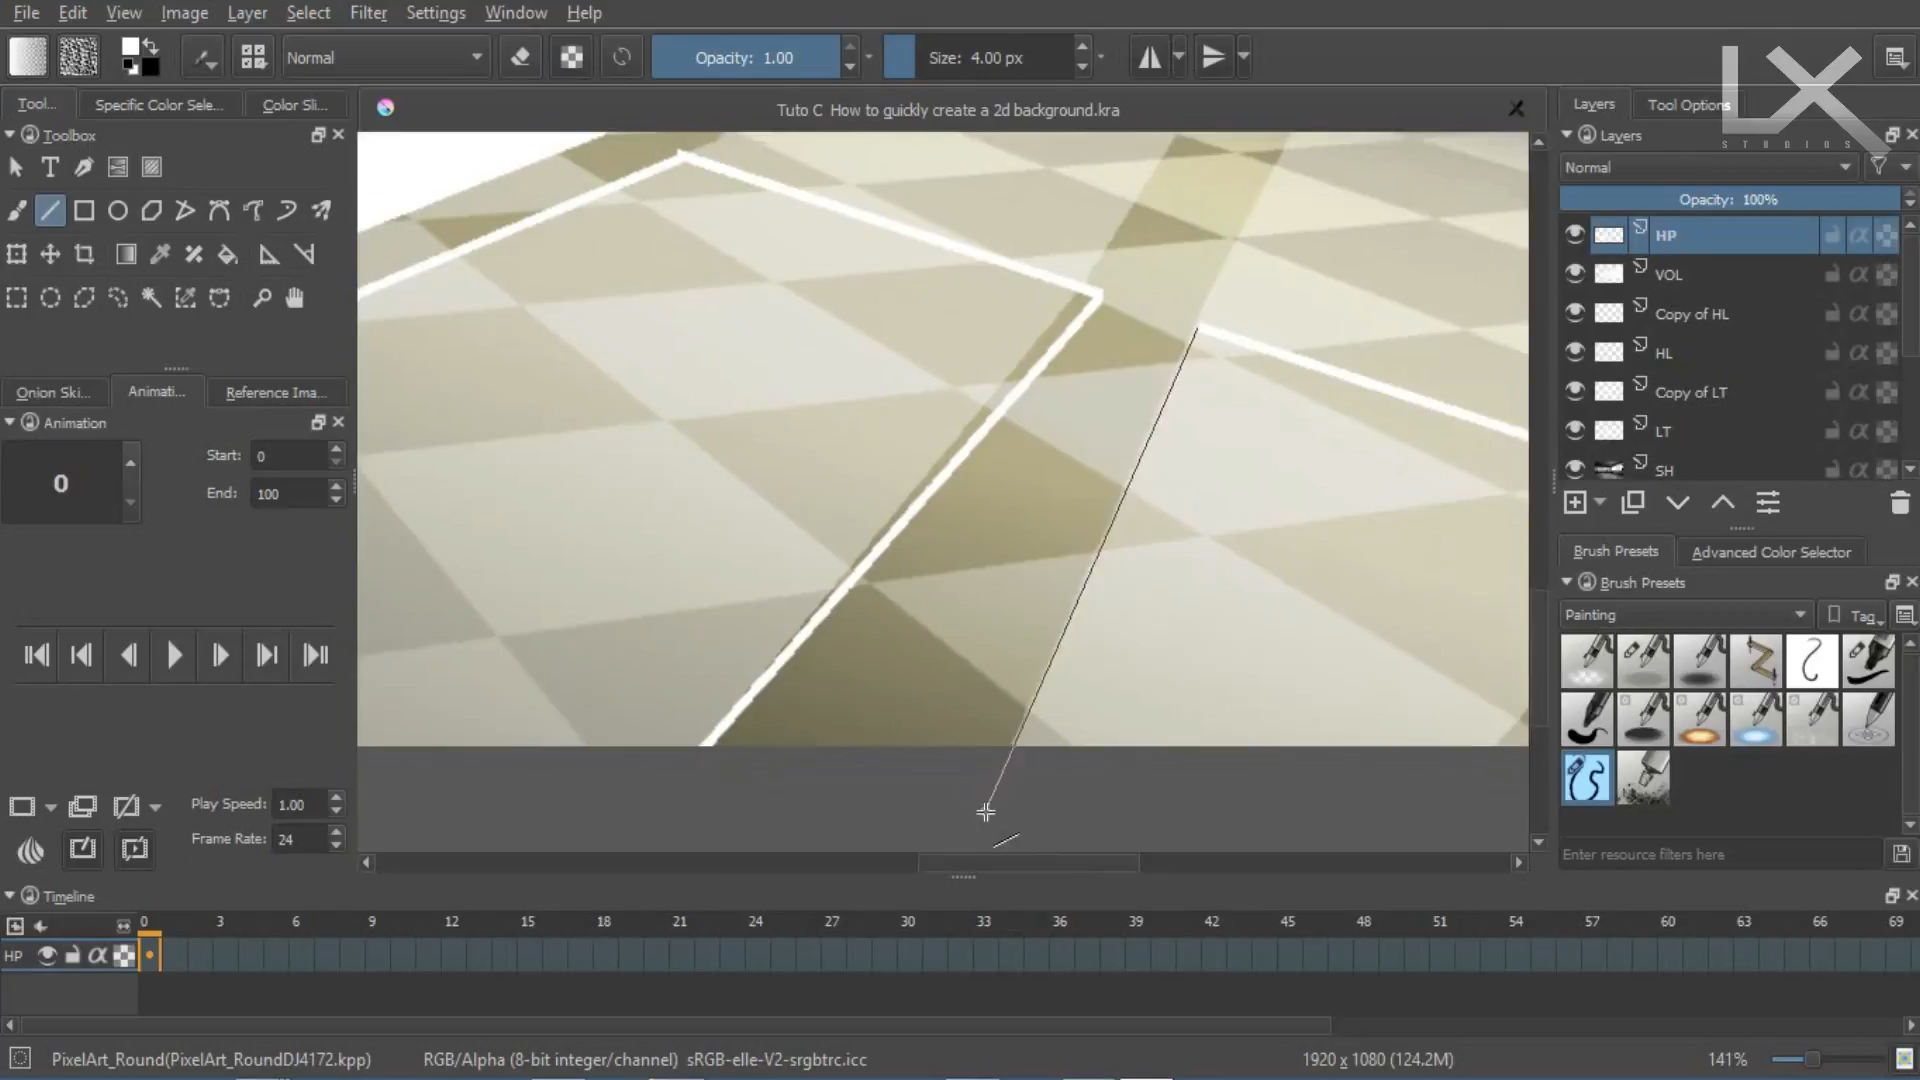 File Edit View Image Layer Select Filter Settings Window Help
Normal
Opacity: 1.00
Size: 4.00 px
LX
STUDIOS
Tool...
Specific Color Sele...
Color Sli...
Tuto C How to quickly create a 2d background.kra
Layers
Tool Options
Toolbox
Layers
Normal
Opacity: 100%
HP
VOL
Copy of HL
HL
Copy of LT
LT
SH
Onion Ski...
Animati...
Reference Ima...
Animation
Start: 0
0
End: 100
Brush Presets
Advanced Color Selector
Brush Presets
Painting
Tag
Play Speed: 1.00
Frame Rate: 24
Enter resource filters here
Timeline
0 3 6 9 12 15 18 21 24 27 30 33 36 39 42 45 48 51 54 57 60 63 66 69
HP
PixelArt_Round(PixelArt_RoundDJ4172.kpp)
RGB/Alpha (8-bit integer/channel) sRGB-elle-V2-srgbtrc.icc
1920 x 1080 (124.2M)
141%